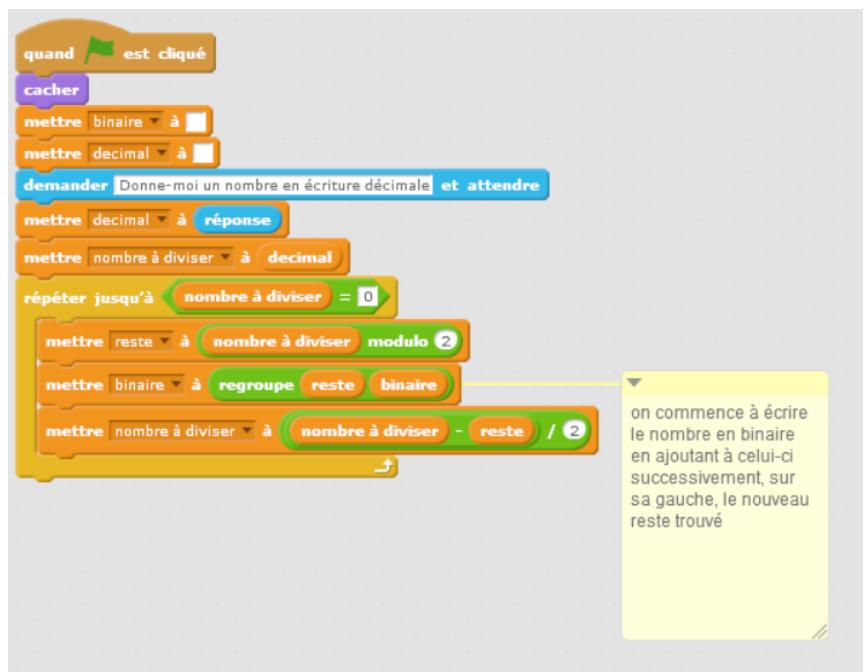 quand est cliqué
cacher
mettre binaire à
mettre decimal à
demander Donne-moi un nombre en écriture décimale et attendre
mettre decimal à réponse
mettre nombre à diviser à decimal
répéter jusqu'à nombre à diviser = 0
mettre reste à nombre à diviser modulo 2
mettre binaire à regroupe reste binaire
mettre nombre à diviser à nombre à diviser - reste / 2
on commence à écrire
le nombre en binaire
en ajoutant à celui-ci
successivement, sur
sa gauche, le nouveau
reste trouvé